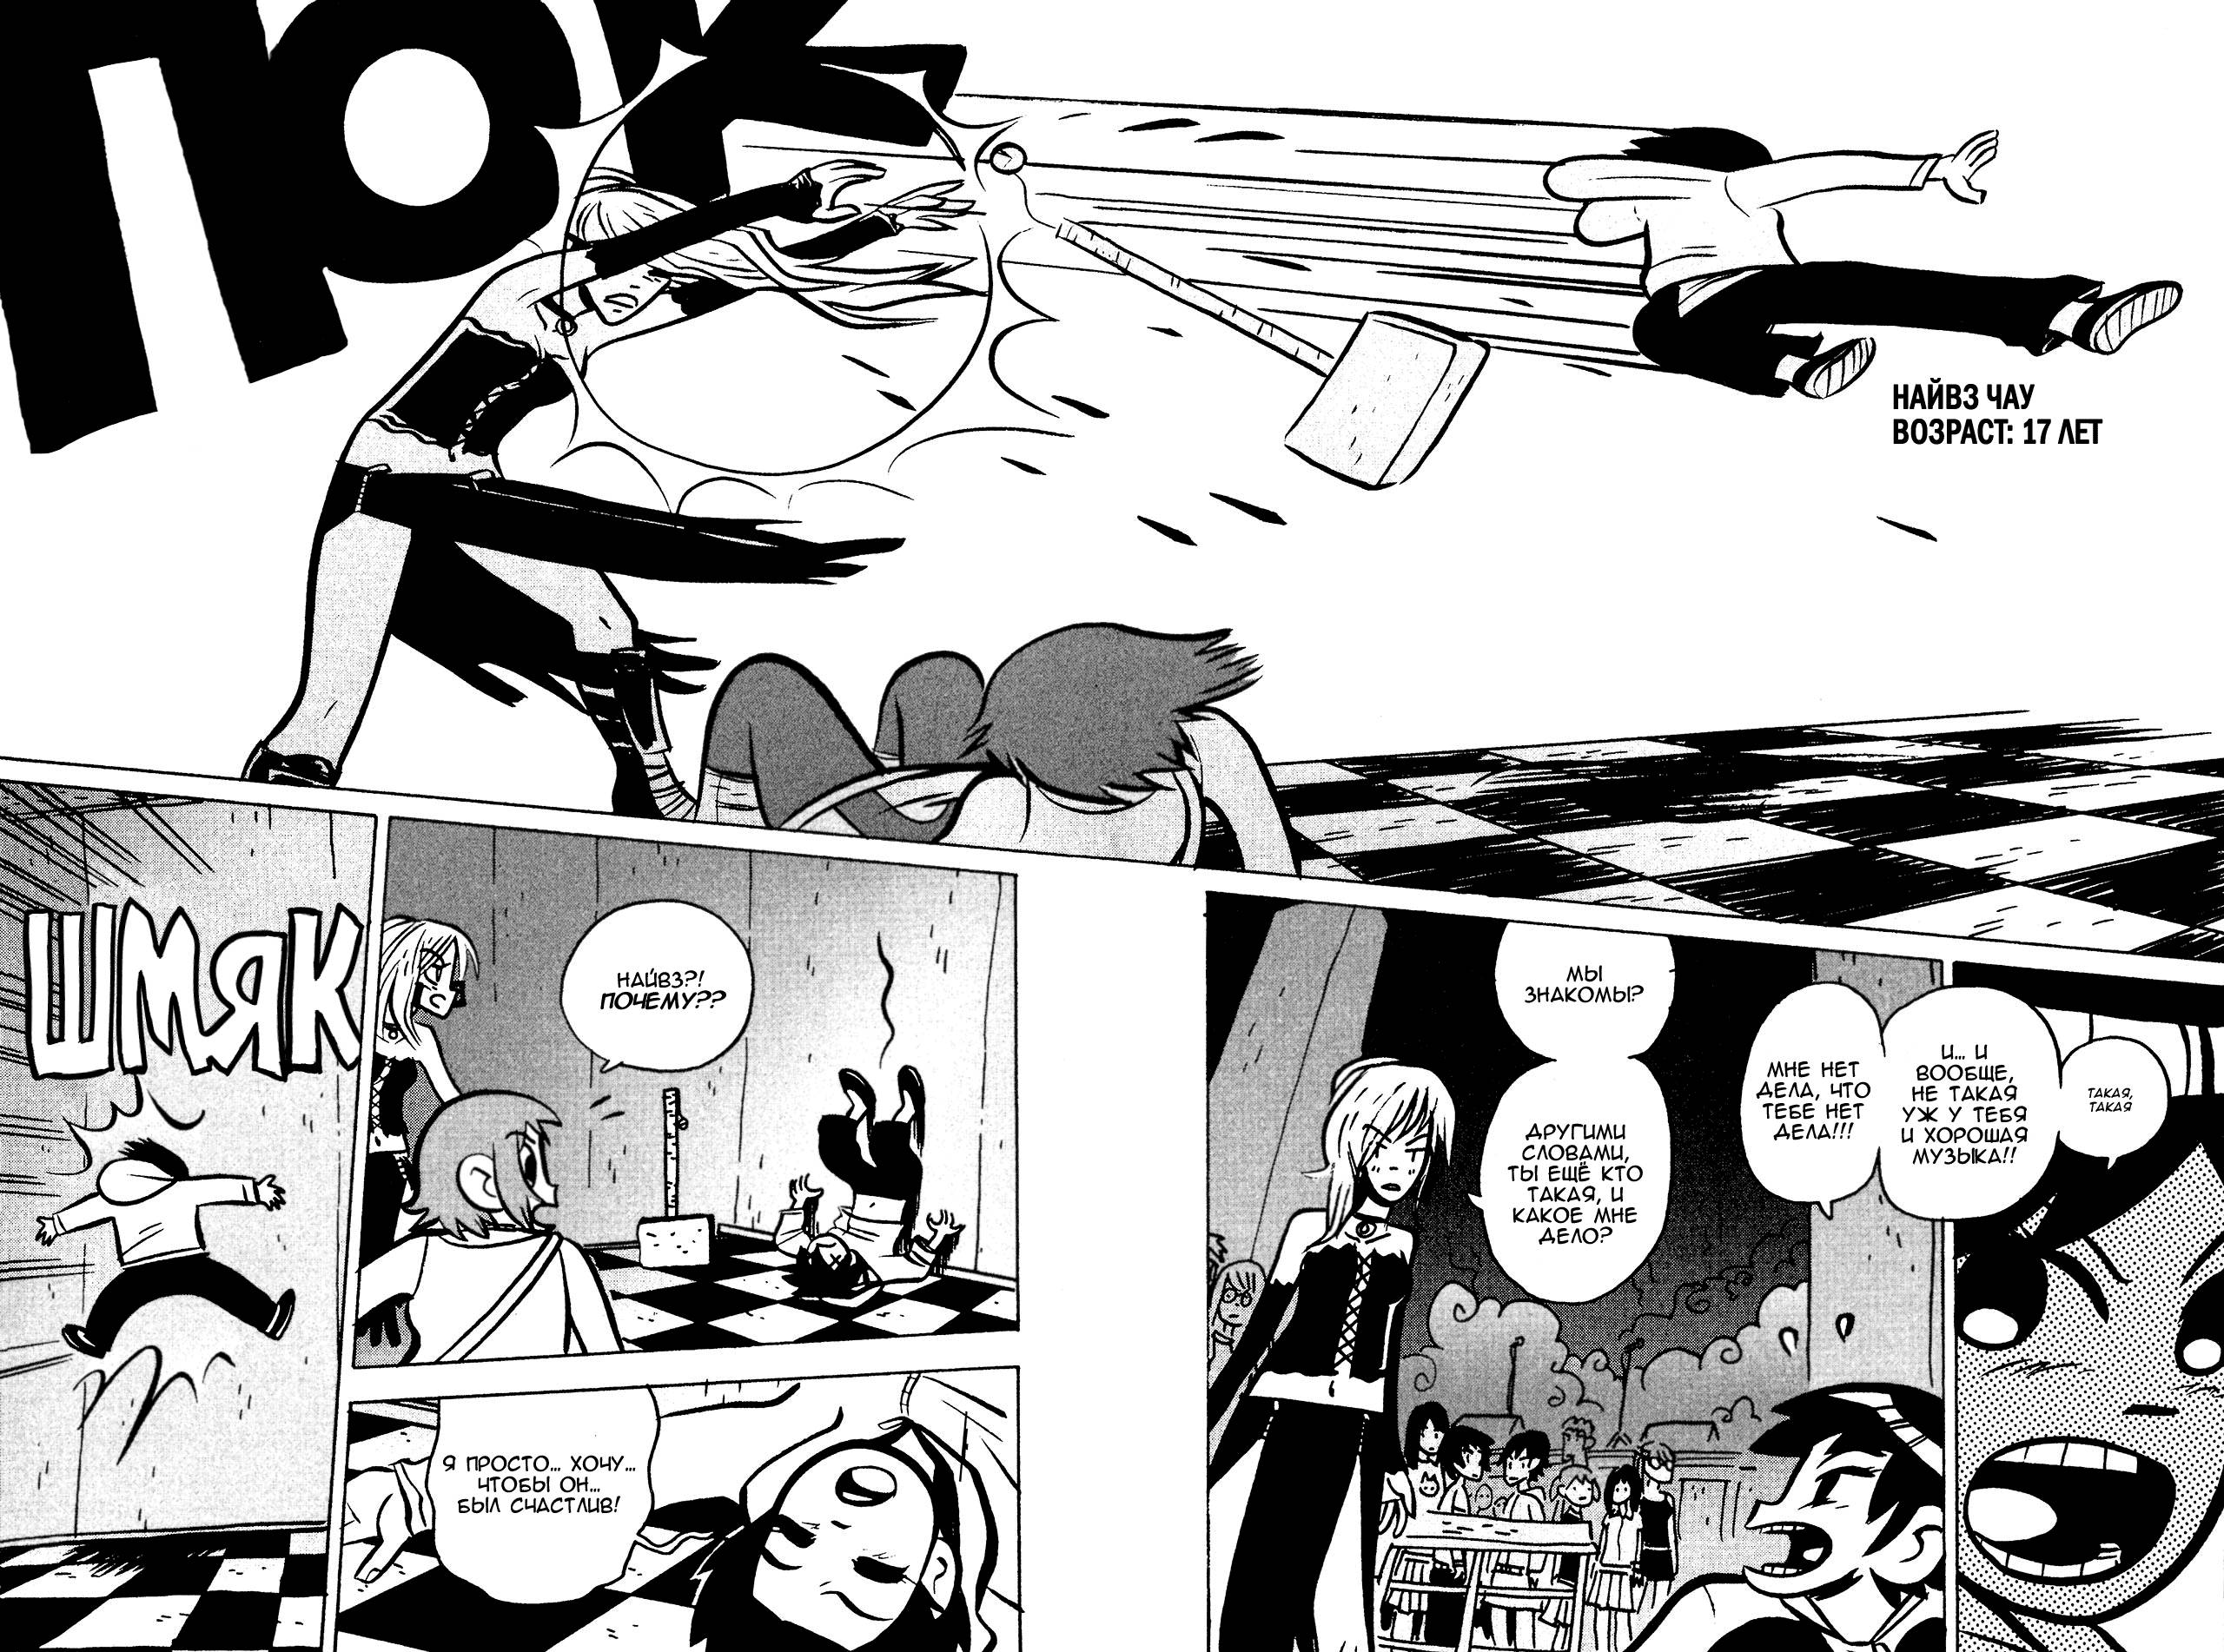 ПОК
НАЙВЗ ЧАУ
ВОЗРАСТ: 17 ЛЕТ
ШМЯК
НАЙВЗ?!
ПОЧЕМУ??
Я ПРОСТО... ХОЧУ...
ЧТОБЫ ОН...
БЫЛ СЧАСТЛИВ!
МЫ
ЗНАКОМЫ?
ДРУГИМИ
СЛОВАМИ,
ТЫ ЕЩЁ КТО
ТАКАЯ, И
КАКОЕ МНЕ
ДЕЛО?
МНЕ НЕТ
ДЕЛА, ЧТО
ТЕБЕ НЕТ
ДЕЛА!!!
И... И
ВООБЩЕ,
НЕ ТАКАЯ
УЖ У ТЕБЯ
И ХОРОШАЯ
МУЗЫКА!!
ТАКАЯ,
ТАКАЯ